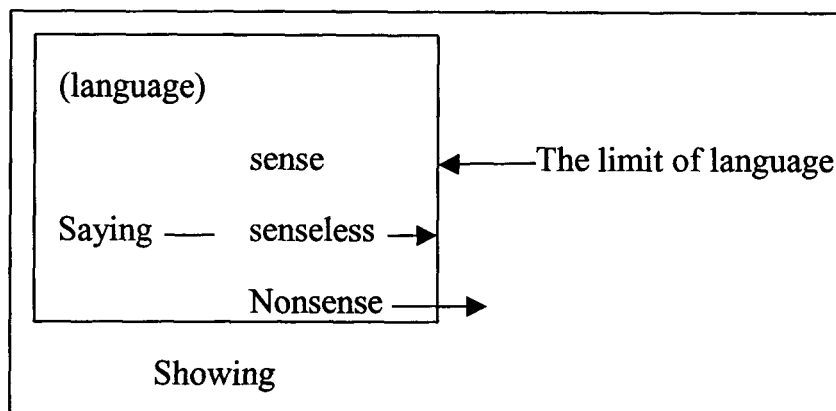 (language)
sense The limit of language
Saying senseless
Nonsense
Showing